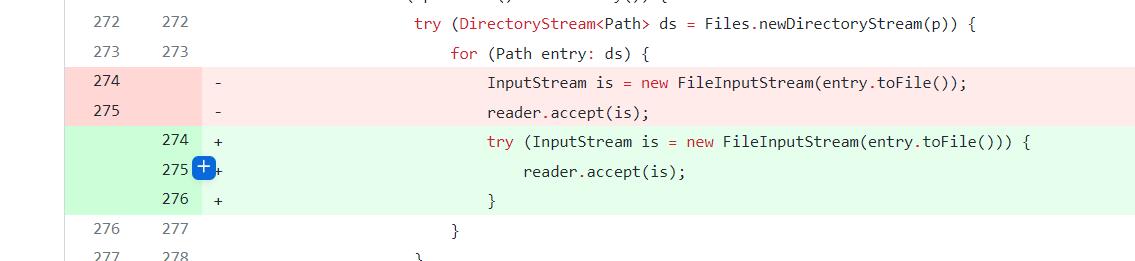 272 272 try (DirectoryStream<Path> ds = Files.newDirectoryStream(p)) {
273 273 for (Path entry: ds) {
274 - InputStream is = new FileInputStream(entry.toFile());
275 - reader.accept(is);
274 + try (InputStream is = new FileInputStream(entry.toFile())) {
275 + reader.accept(is);
276 + }
276 277 }
277 278 }